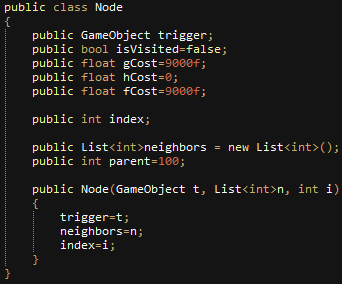 public class Node
{
public GameObject trigger;
public bool isVisited=false;
public float gCost=9000f;
public float hCost=0;
public float fCost=9000f;
public int index;
public List<int>neighbors = new List<int>();
public int parent=100;
public Node(GameObject t, List<int>n, int i)
{
trigger=t;
neighbors=n;
index=i;
}
}